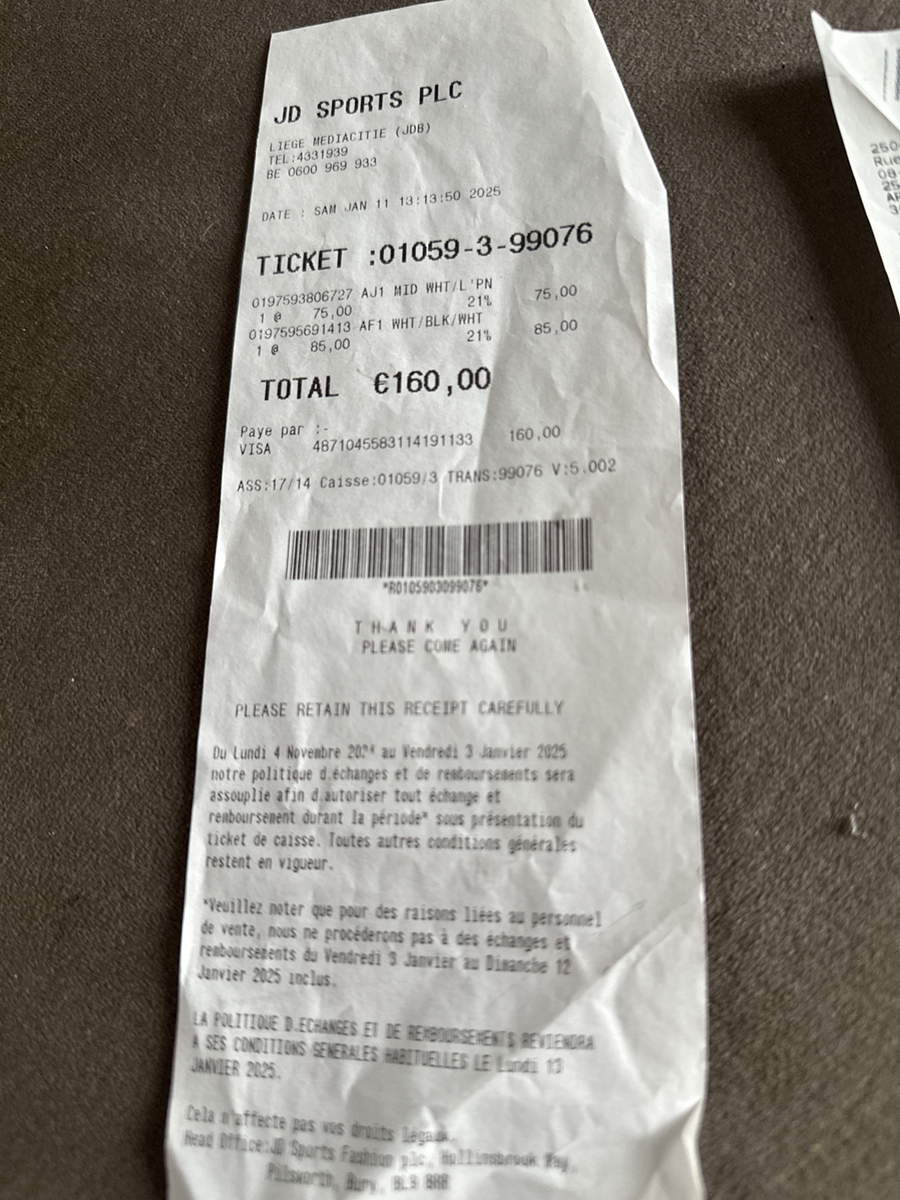 JD SPORTS PLC
LIEGE MEDIACITIE (JDB)
TEL:4331939
BE 0600 969 933
DATE : SAM JAN 11 13:13:50 2025
TICKET :01059-3-99076
0197593806727 AJ1 MID WHT/L'PN
1 @ 75,00 21% 75,00
0197595691413 AF1 WHT/BLK/WHT
1 @ 85,00 21% 85,00
TOTAL €160,00
Paye par :-
VISA 4871045583114191133 160,00
ASS:17/14 Caisse:01059/3 TRANS:99076 V:5.002
*R0105903099076*
THANK YOU
PLEASE COME AGAIN
PLEASE RETAIN THIS RECEIPT CAREFULLY
Du Lundi 4 Novembre 2024 au Vendredi 3 Janvier 2025
notre politique d.échanges et de remboursements sera
assouplie afin d.autoriser tout échange et
remboursement durant la période* sous présentation du
ticket de caisse. Toutes autres conditions générales
restent en vigueur.
*Veuillez noter que pour des raisons liées au personnel
de vente, nous ne procéderons pas à des échanges et
remboursements du Vendredi 3 Janvier au Dimanche 12
Janvier 2025 inclus.
LA POLITIQUE D.ECHANGES ET DE REMBOURSEMENTS REVIENDRA
A SES CONDITIONS GENERALES HABITUELLES LE Lundi 13
JANVIER 2025.
Cela n'affecte pas vos droits légaux.
Head Office:JD Sports Fashion plc, Hollinsbrook Way,
Pilsworth, Bury, BL9 8RR
250
Rue
08
25